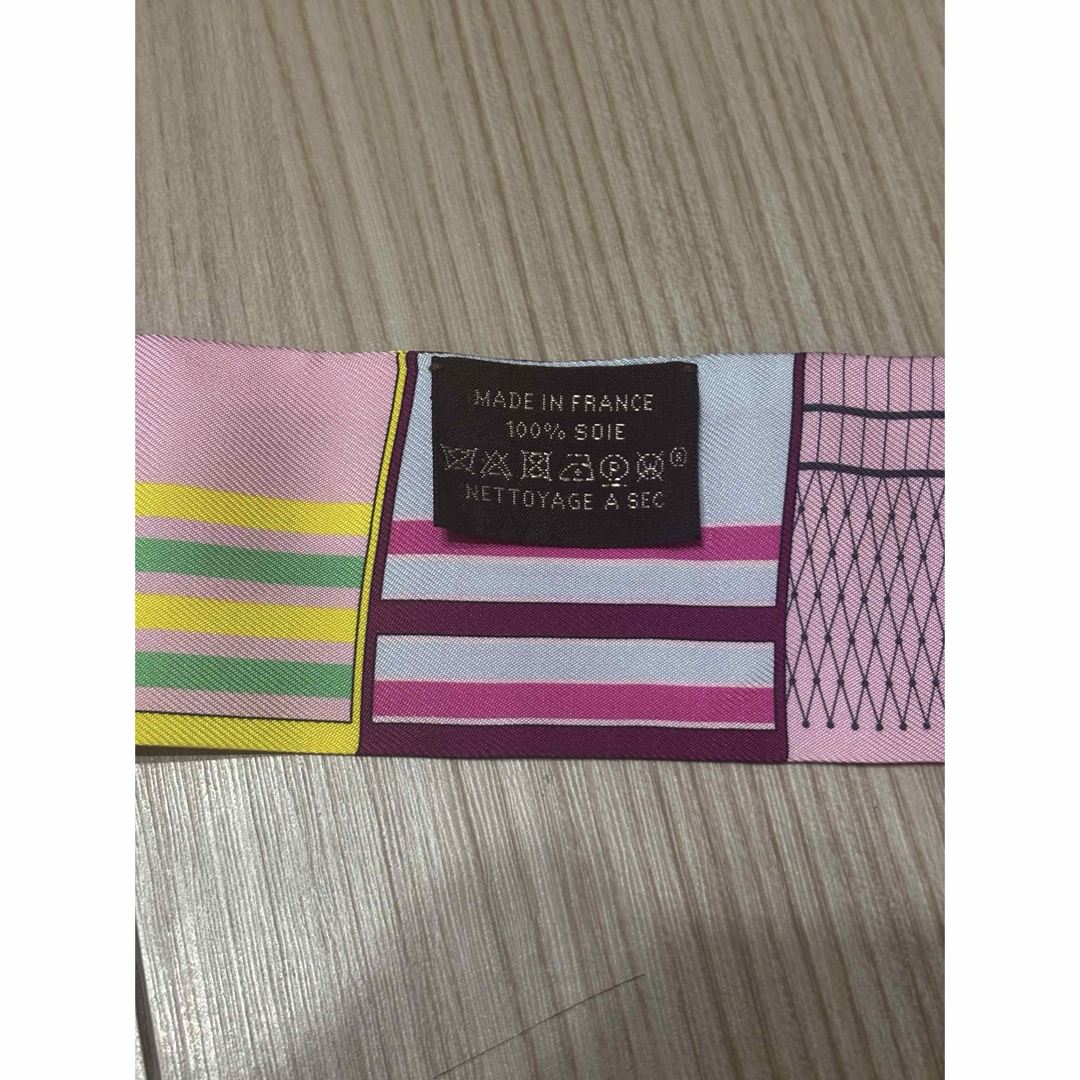 MADE IN FRANCE
100% SOIE
P W ®
NETTOYAGE A SEC